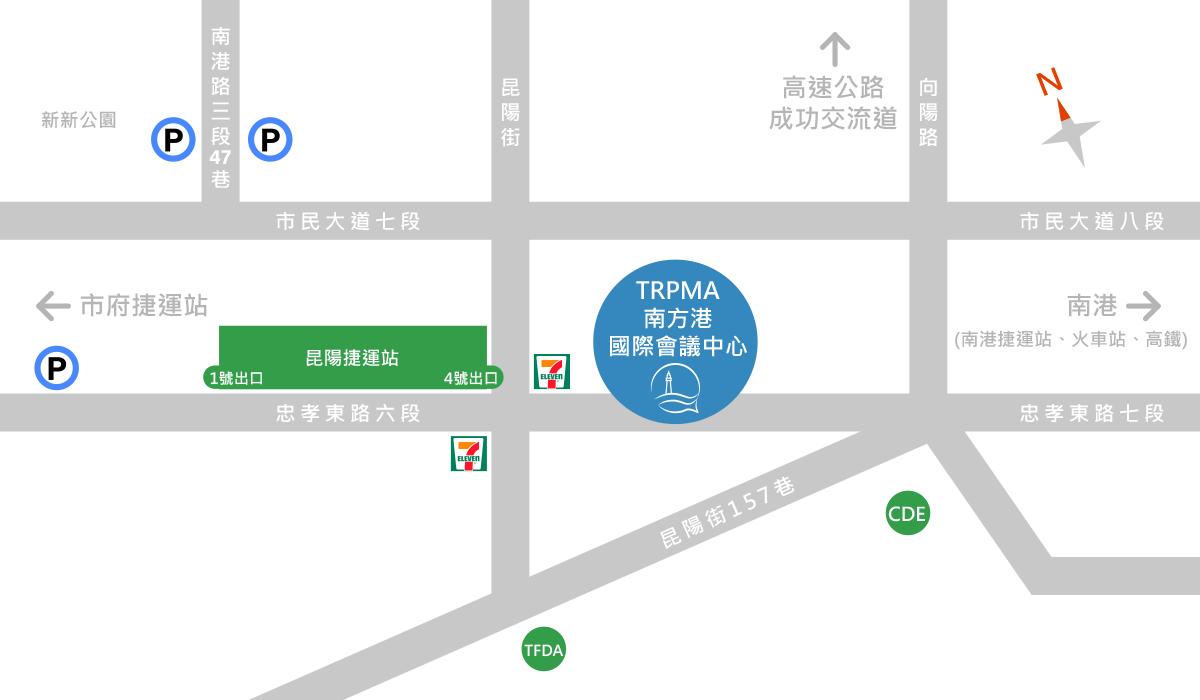 南港路三段47巷
昆陽街
高速公路
成功交流道
向陽路
N
新新公園
P
P
市民大道七段
市民大道八段
市府捷運站
TRPMA
南方港
國際會議中心
南港
(南港捷運站、火車站、高鐵)
P
昆陽捷運站
1號出口
4號出口
7
ELEVEN
忠孝東路六段
忠孝東路七段
7
ELEVEN
昆陽街157巷
CDE
TFDA